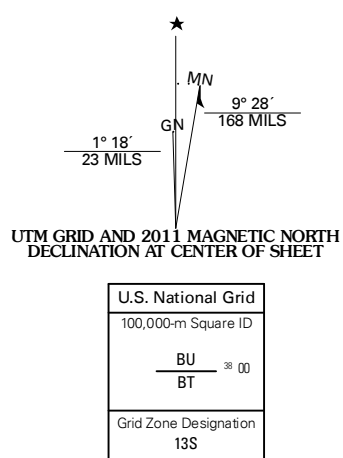 ★
MN
GN
9° 28´
168 MILS
1° 18´
23 MILS
UTM GRID AND 2011 MAGNETIC NORTH
DECLINATION AT CENTER OF SHEET
U.S. National Grid
100,000-m Square ID
BU
38 00
BT
Grid Zone Designation
13S